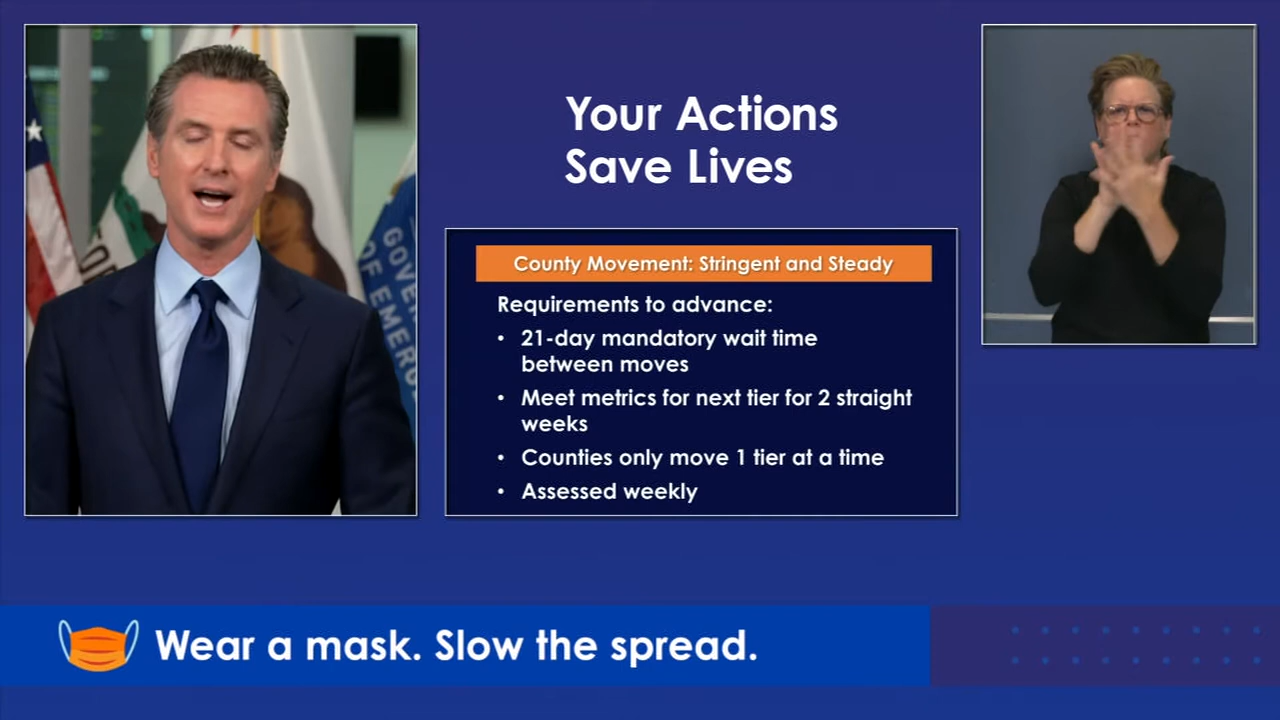 Your Actions
Save Lives
County Movement: Stringent and Steady
Requirements to advance:
• 21-day mandatory wait time
between moves
• Meet metrics for next tier for 2 straight
weeks
• Counties only move 1 tier at a time
• Assessed weekly
Wear a mask. Slow the spread.